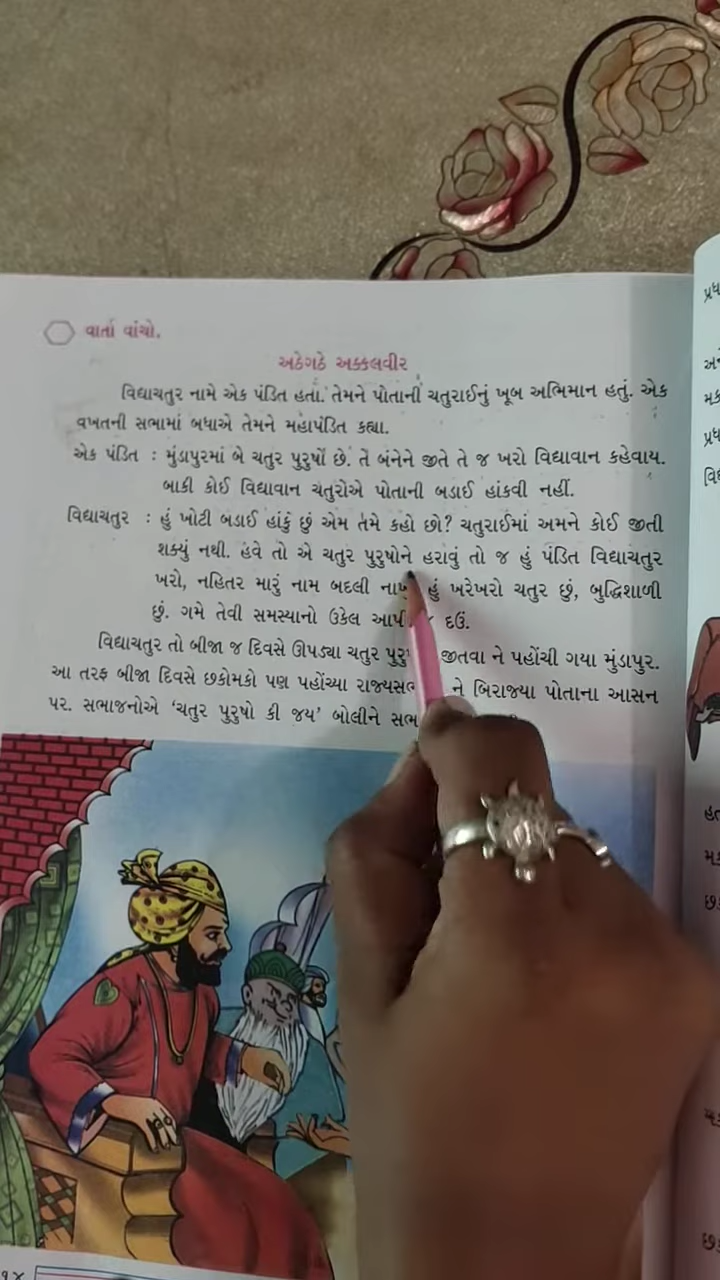 વાર્તા વાંચો.
અઠેગઠે અક્કલવીર
વિદ્યાચતુર નામે એક પંડિત હતા. તેમને પોતાની ચતુરાઈનું ખૂબ અભિમાન હતું. એક
વખતની સભામાં બધાએ તેમને મહાપંડિત કહ્યા.
એક પંડિત : મુંડાપુરમાં બે ચતુર પુરુષો છે. તે બંનેને જીતે તે જ ખરો વિદ્યાવાન કહેવાય.
બાકી કોઈ વિદ્યાવાન ચતુરોએ પોતાની બડાઈ હાંકવી નહીં.
વિદ્યાચતુર : હું ખોટી બડાઈ હાંકું છું એમ તમે કહો છો? ચતુરાઈમાં અમને કોઈ જીતી
શક્યું નથી. હવે તો એ ચતુર પુરુષોને હરાવું તો જ હું પંડિત વિદ્યાચતુર
ખરો, નહિતર મારું નામ બદલી હું ખરેખરો ચતુર છું, બુદ્ધિશાળી
છું. ગમે તેવી સમસ્યાનો ઉકેલ દઉં.
વિદ્યાચતુર તો બીજા જ દિવસે ઊપડ્યા ચતુર જીતવા ને પહોંચી ગયા મુંડાપુર.
આ તરફ બીજા દિવસે છકોમકો પણ પહોંચ્યા ને બિરાજ્યા પોતાના આસન
પર. સભાજનોએ ‘ચતુર પુરુષો કી જય’ બોલીને